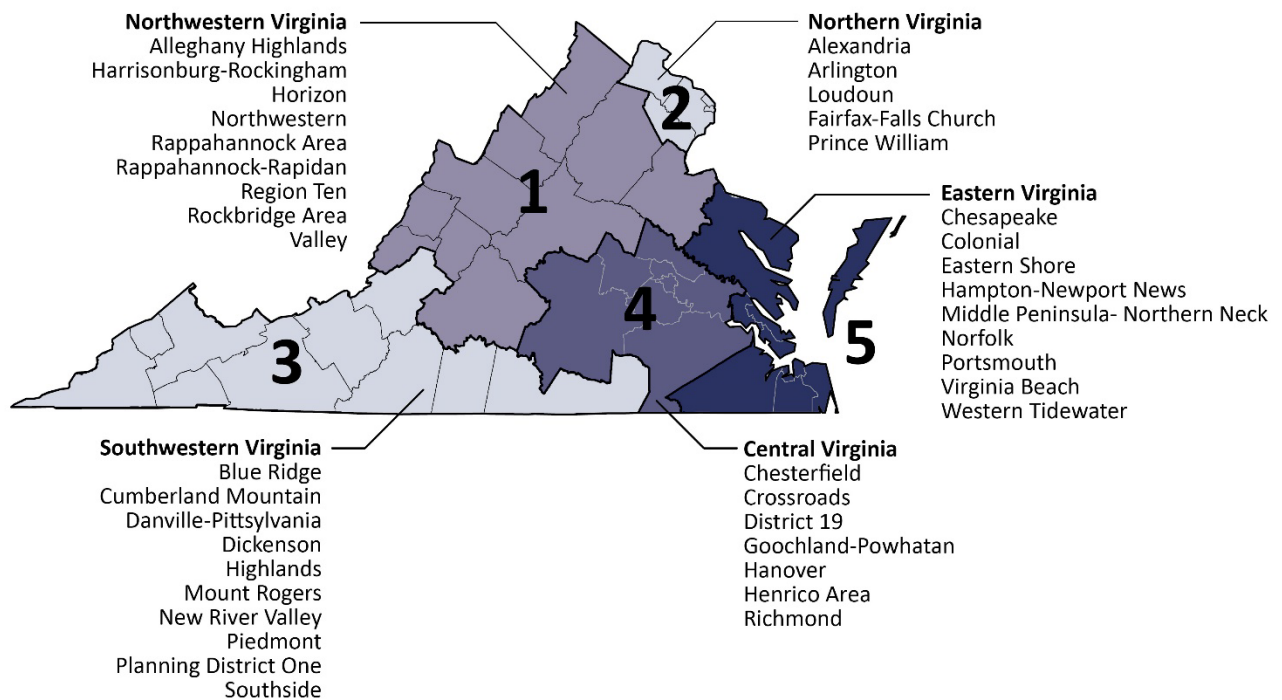 Northwestern Virginia
Alleghany Highlands
Harrisonburg-Rockingham
Horizon
Northwestern
Rappahannock Area
Rappahannock-Rapidan
Region Ten
Rockbridge Area
Valley
Northern Virginia
Alexandria
Arlington
Loudoun
Fairfax-Falls Church
Prince William
Eastern Virginia
Chesapeake
Colonial
Eastern Shore
Hampton-Newport News
Middle Peninsula- Northern Neck
Norfolk
Portsmouth
Virginia Beach
Western Tidewater
1
2
3
4
5
Southwestern Virginia
Blue Ridge
Cumberland Mountain
Danville-Pittsylvania
Dickenson
Highlands
Mount Rogers
New River Valley
Piedmont
Planning District One
Southside
Central Virginia
Chesterfield
Crossroads
District 19
Goochland-Powhatan
Hanover
Henrico Area
Richmond